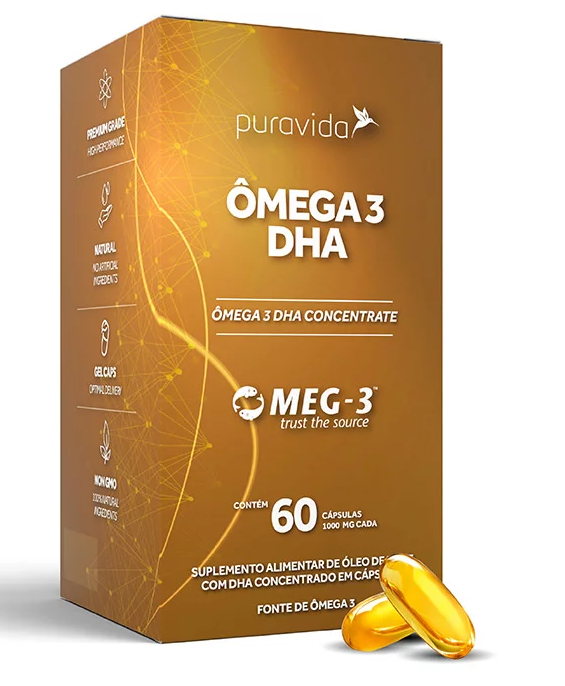 puravida
ÔMEGA 3
DHA
ÔMEGA 3 DHA CONCENTRATE
MEG-3™
trust the source
CONTÉM 60 CÁPSULAS
1000 MG CADA
SUPLEMENTO ALIMENTAR DE ÓLEO DE
COM DHA CONCENTRADO EM
FONTE DE ÔMEGA 3
PREMIUM GRADE
HIGH PERFORMANCE
NATURAL
NO ARTIFICIAL
INGREDIENTS
GEL CAPS
OPTIMAL DELIVERY
NON GMO
100% NATURAL
INGREDIENTS